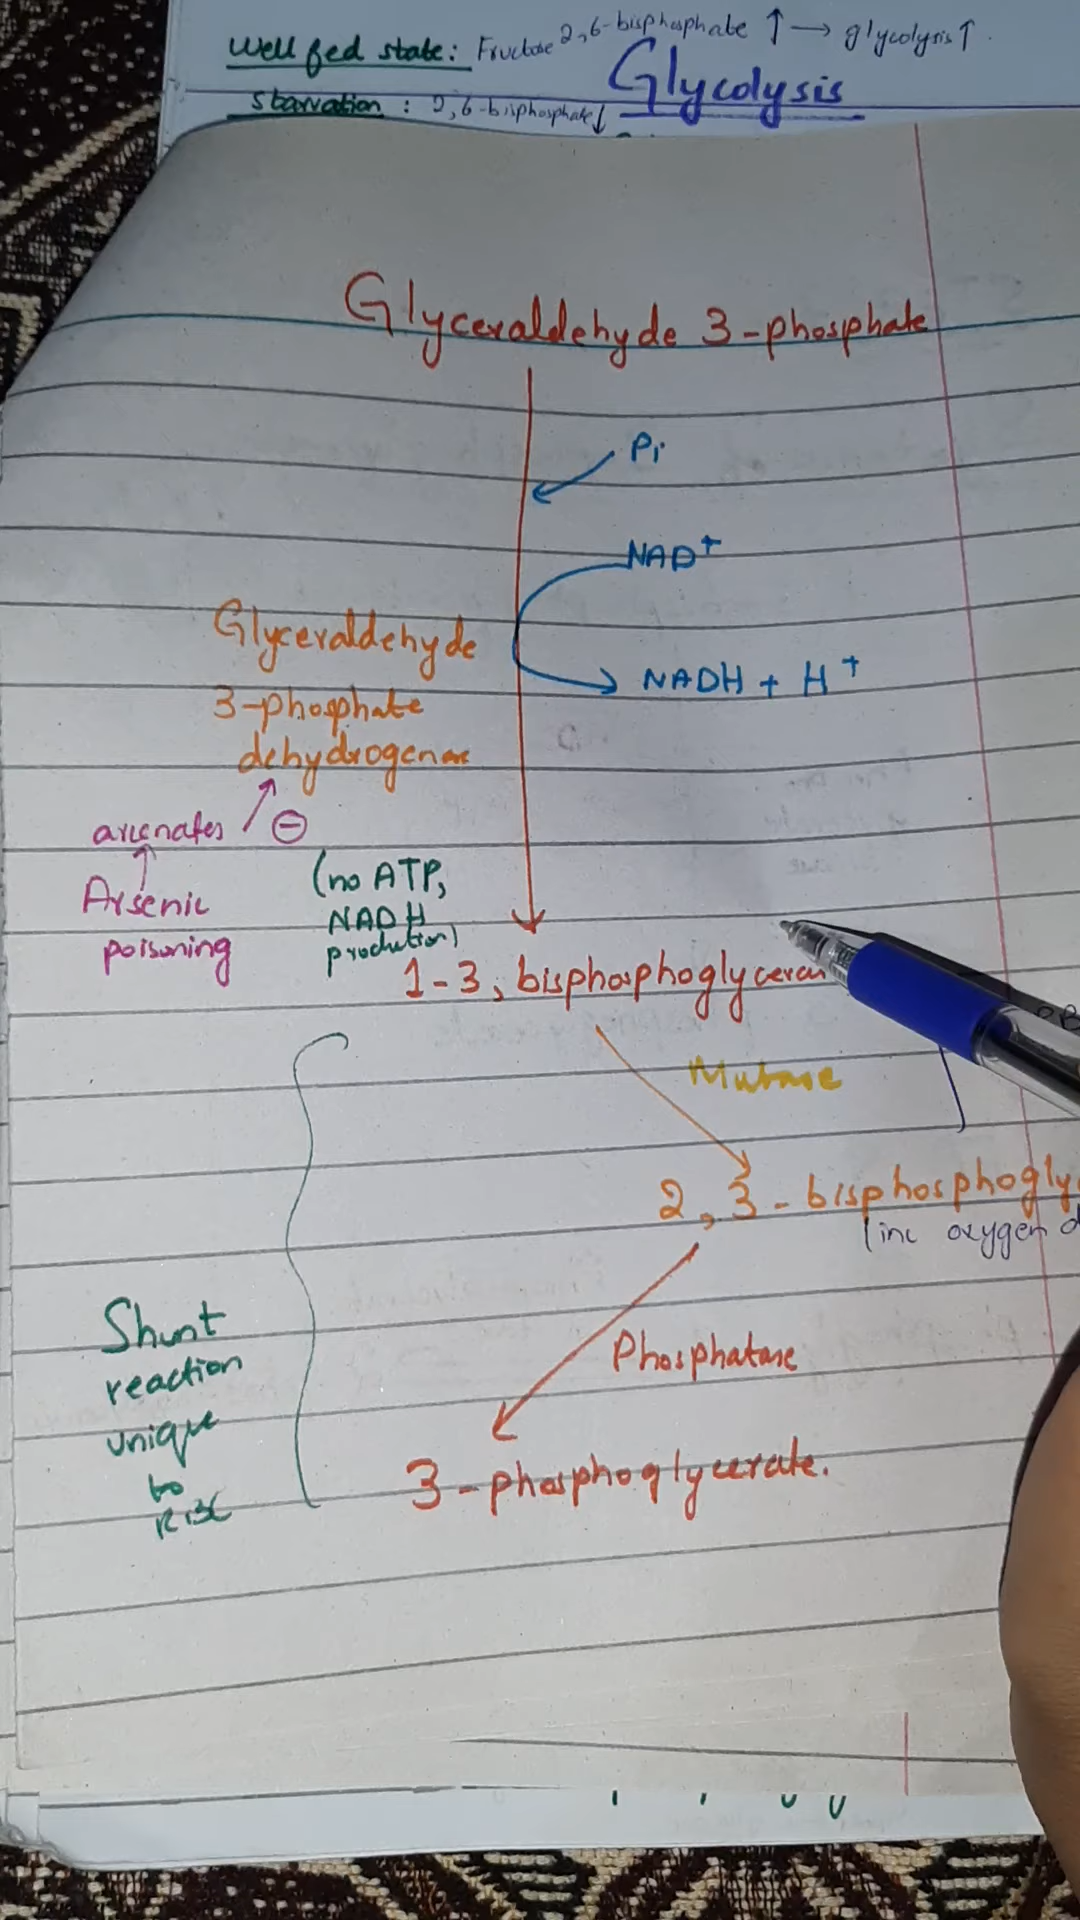 Well fed state: Fructose 2,6-bisphosphate ↑ → glycolysis ↑.
Glycolysis
Starvation : 2,6-bisphosphate↓
Glyceraldehyde 3-phosphate
Pi
NAD+
Glyceraldehyde
NADH + H+
3-phosphate
dehydrogenase
arsenates ⊖
(no ATP,
Arsenic
NADH
poisoning
production)
1-3, bisphosphoglycerat
Mutase
2,3-bisphosphogly
(inc oxygen d
Shunt
Phosphatase
reaction
unique
3-phosphoglycerate.
to
RBC